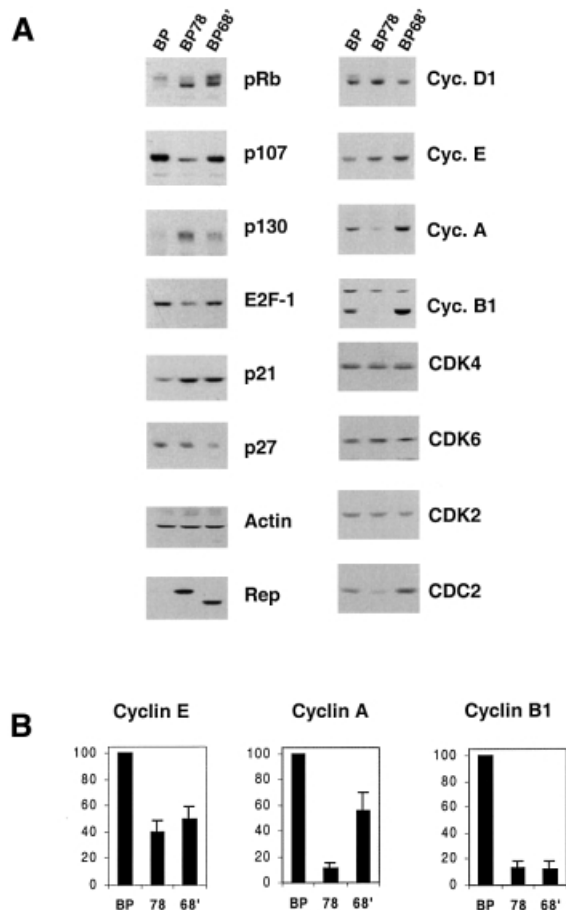 A
BP BP78 BP68' BP BP78 BP68'
pRb Cyc. D1
p107 Cyc. E
p130 Cyc. A
E2F-1 Cyc. B1
p21 CDK4
p27 CDK6
Actin CDK2
Rep CDC2
B
Cyclin E Cyclin A Cyclin B1
100 100 100
80 80 80
60 60 60
40 40 40
20 20 20
0 0 0
BP 78 68' BP 78 68' BP 78 68'